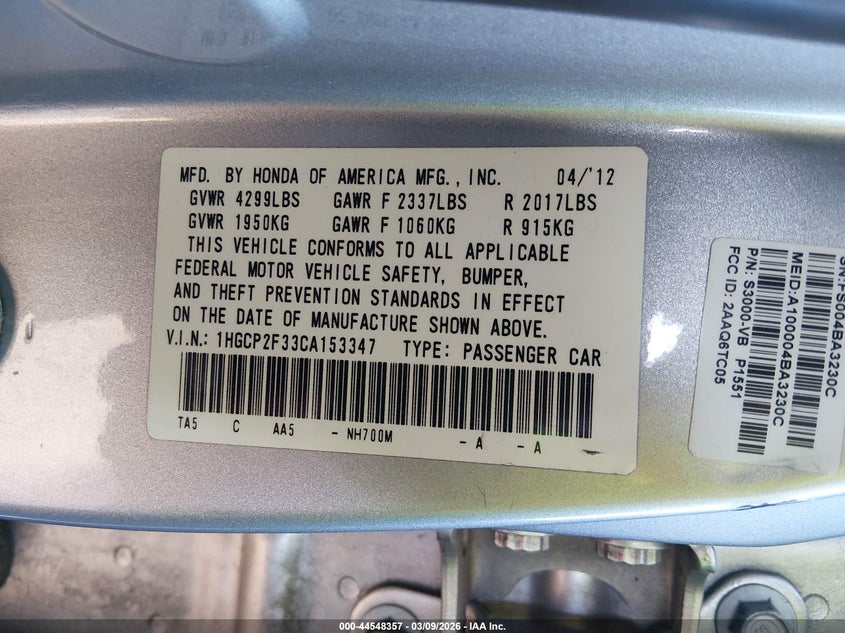 MFD. BY HONDA OF AMERICA MFG., INC. 04/'12
GVWR 4299LBS GAWR F 2337LBS R 2017LBS
GVWR 1950KG GAWR F 1060KG R 915KG
THIS VEHICLE CONFORMS TO ALL APPLICABLE
FEDERAL MOTOR VEHICLE SAFETY, BUMPER,
AND THEFT PREVENTION STANDARDS IN EFFECT
ON THE DATE OF MANUFACTURE SHOWN ABOVE.
V.I.N.: 1HGCP2F33CA153347 TYPE: PASSENGER CAR
TA5 C AA5 - NH700M - A - A
SN:FS004BA3230C
MEID:A100004BA3230C
P/N: S3000-VB P1551
FCC ID: 2AAQ8TC05
000-44548357 - 03/09/2026 - IAA Inc.